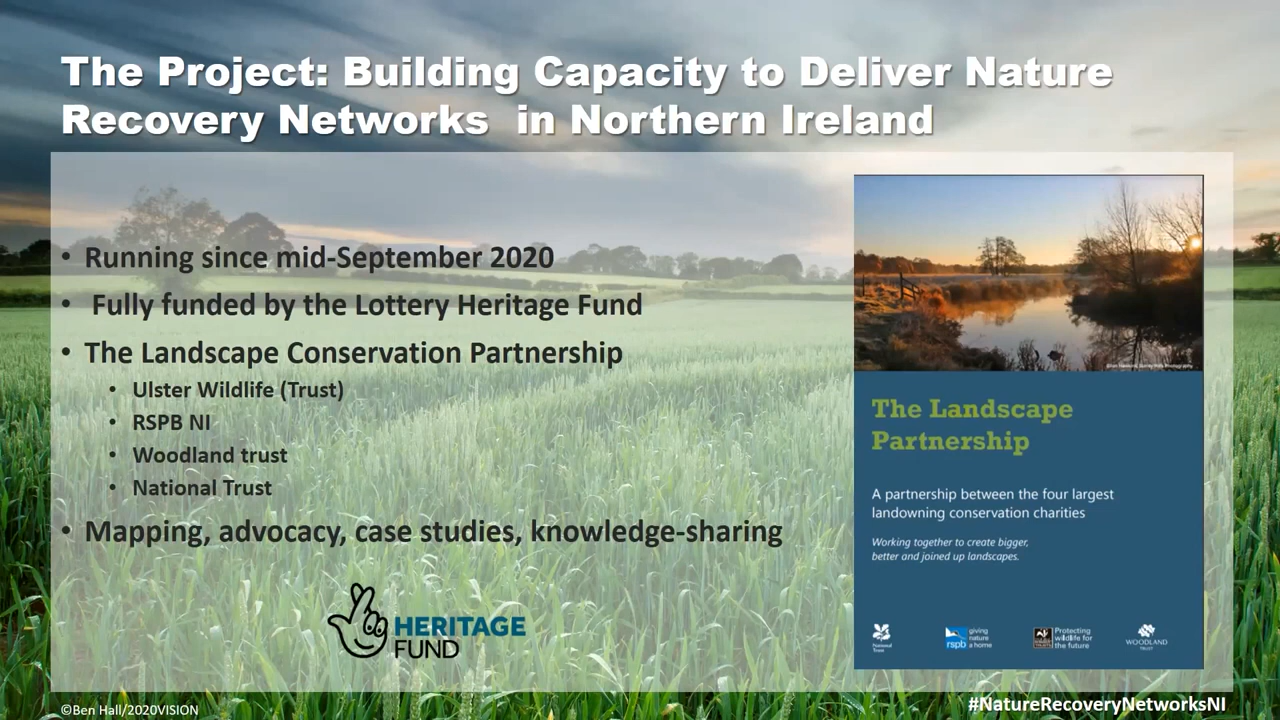 The Project: Building Capacity to Deliver Nature
Recovery Networks in Northern Ireland
• Running since mid-September 2020
• Fully funded by the Lottery Heritage Fund
• The Landscape Conservation Partnership
• Ulster Wildlife (Trust)
• RSPB NI
• Woodland trust
• National Trust
• Mapping, advocacy, case studies, knowledge-sharing
HERITAGE
FUND
The Landscape
Partnership
A partnership between the four largest
landowning conservation charities
Working together to create bigger,
better and joined up landscapes.
National
Trust
rspb
giving
nature
a home
Protecting
wildlife for
the future
WOODLAND
TRUST
©Ben Hall/2020VISION
#NatureRecoveryNetworksNI